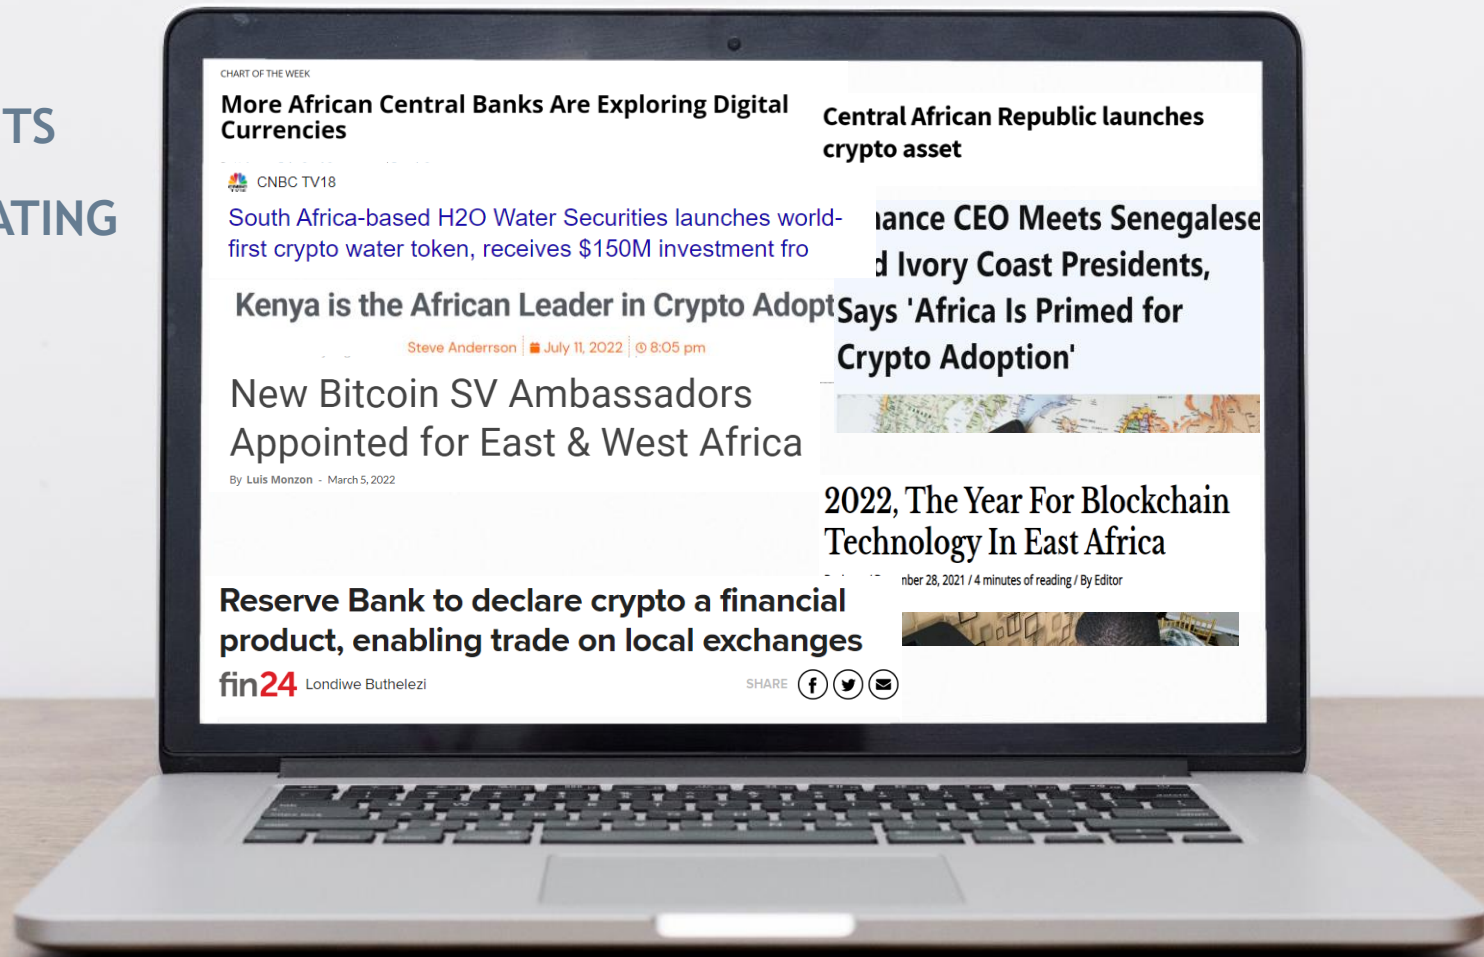 TS
ATING
CHART OF THE WEEK
More African Central Banks Are Exploring Digital
Currencies
CNBC TV18
South Africa-based H2O Water Securities launches world-
first crypto water token, receives $150M investment fro
Kenya is the African Leader in Crypto Adopt
Steve Anderrson July 11, 2022 8:05 pm
New Bitcoin SV Ambassadors
Appointed for East & West Africa
By Luis Monzon - March 5, 2022
Reserve Bank to declare crypto a financial
product, enabling trade on local exchanges
fin24 Londiwe Buthelezi
SHARE
Central African Republic launches
crypto asset
ance CEO Meets Senegalese
d Ivory Coast Presidents,
Says 'Africa Is Primed for
Crypto Adoption'
2022, The Year For Blockchain
Technology In East Africa
mber 28, 2021 / 4 minutes of reading / By Editor